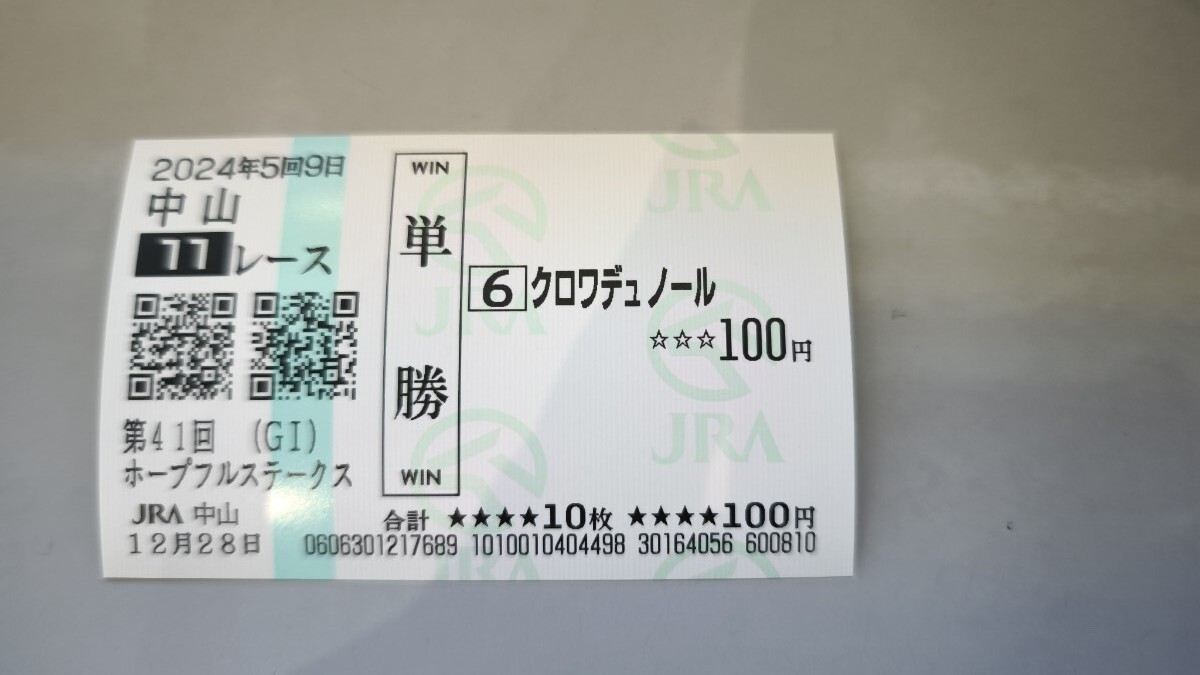 2024年5回9日
中山
11レース
第41回 (GI)
ホープフルステークス
JRA 中山
12月28日
WIN
単勝
WIN
6 クロワデュノール
☆☆☆100円
合計 ★★★★10枚 ★★★★100円
0606301217689 1010010404498 30164056 600810
JRA
JRA
JRA
JRA
JRA